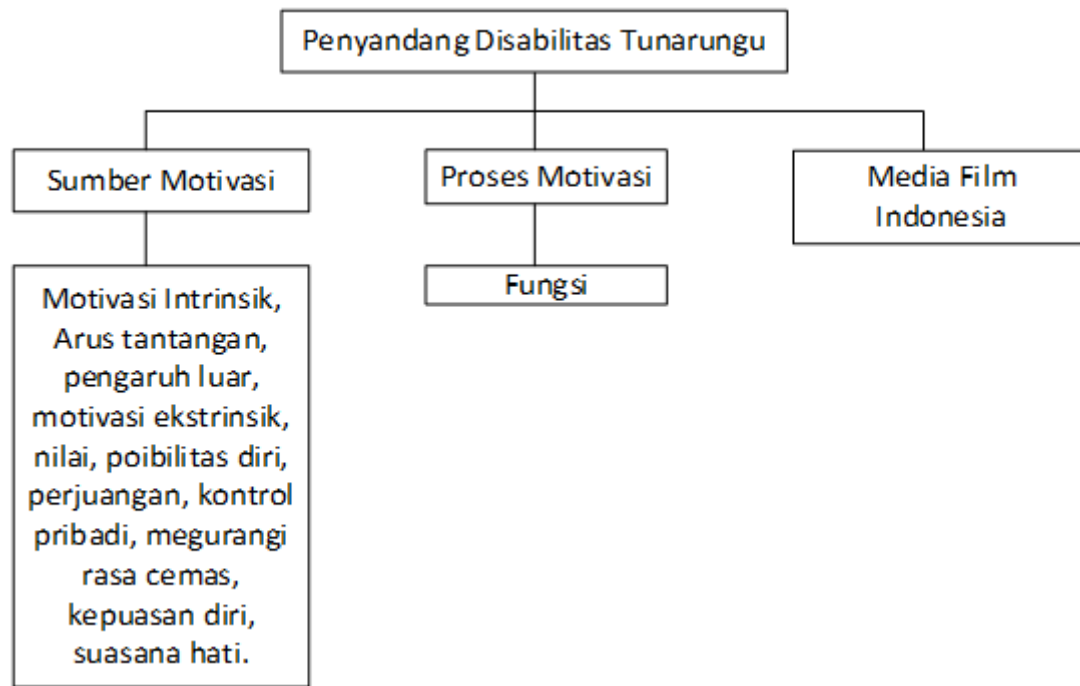 Penyandang Disabilitas Tunarungu
Sumber Motivasi
Proses Motivasi
Media Film
Indonesia
Fungsi
Motivasi Intrinsik,
Arus tantangan,
pengaruh luar,
motivasi ekstrinsik,
nilai, poibilitas diri,
perjuangan, kontrol
pribadi, megurangi
rasa cemas,
kepuasan diri,
suasana hati.